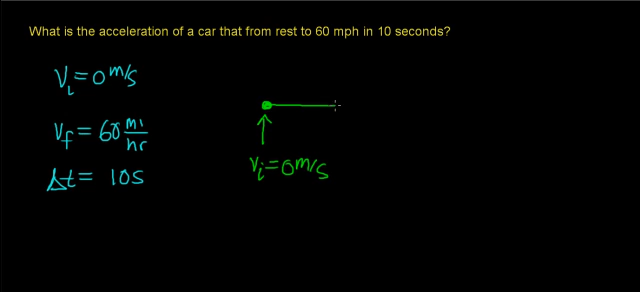 What is the acceleration of a car that from rest to 60 mph in 10 seconds?
Vi = 0 m/s
Vf = 60 mi/hr
Δt = 10s
Vi = 0 m/s